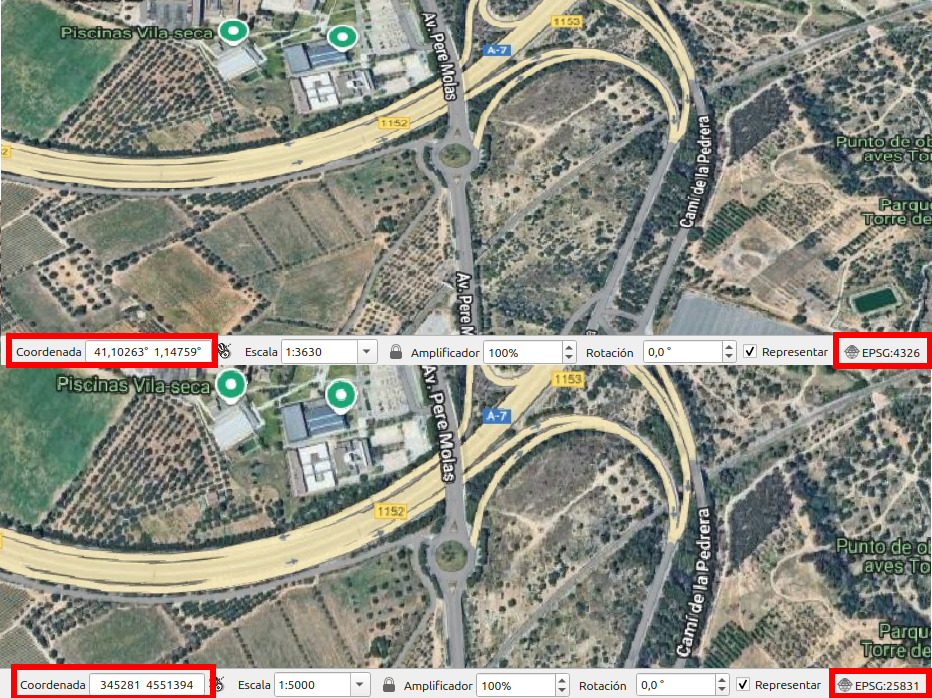 1153
Piscinas Vila-seca
A-7
Av. Pere Molas
1152
2
Camí de la Pedrera
Punto de ob
aves To
Parqu
Torre de
Av. Pere M
Coordenada 41,10263° 1,14759° Escala 1:3630 Amplificador 100% Rotación 0,0 ° Representar EPSG:4326
1153
Piscinas Vila-seca
A-7
Av. Pere Molas
1152
Camí de la Pedrera
Punto de ob
aves To
Parqu
Torre de
Coordenada 345281 4551394 Escala 1:5000 Amplificador 100% Rotación 0,0 ° Representar EPSG:25831